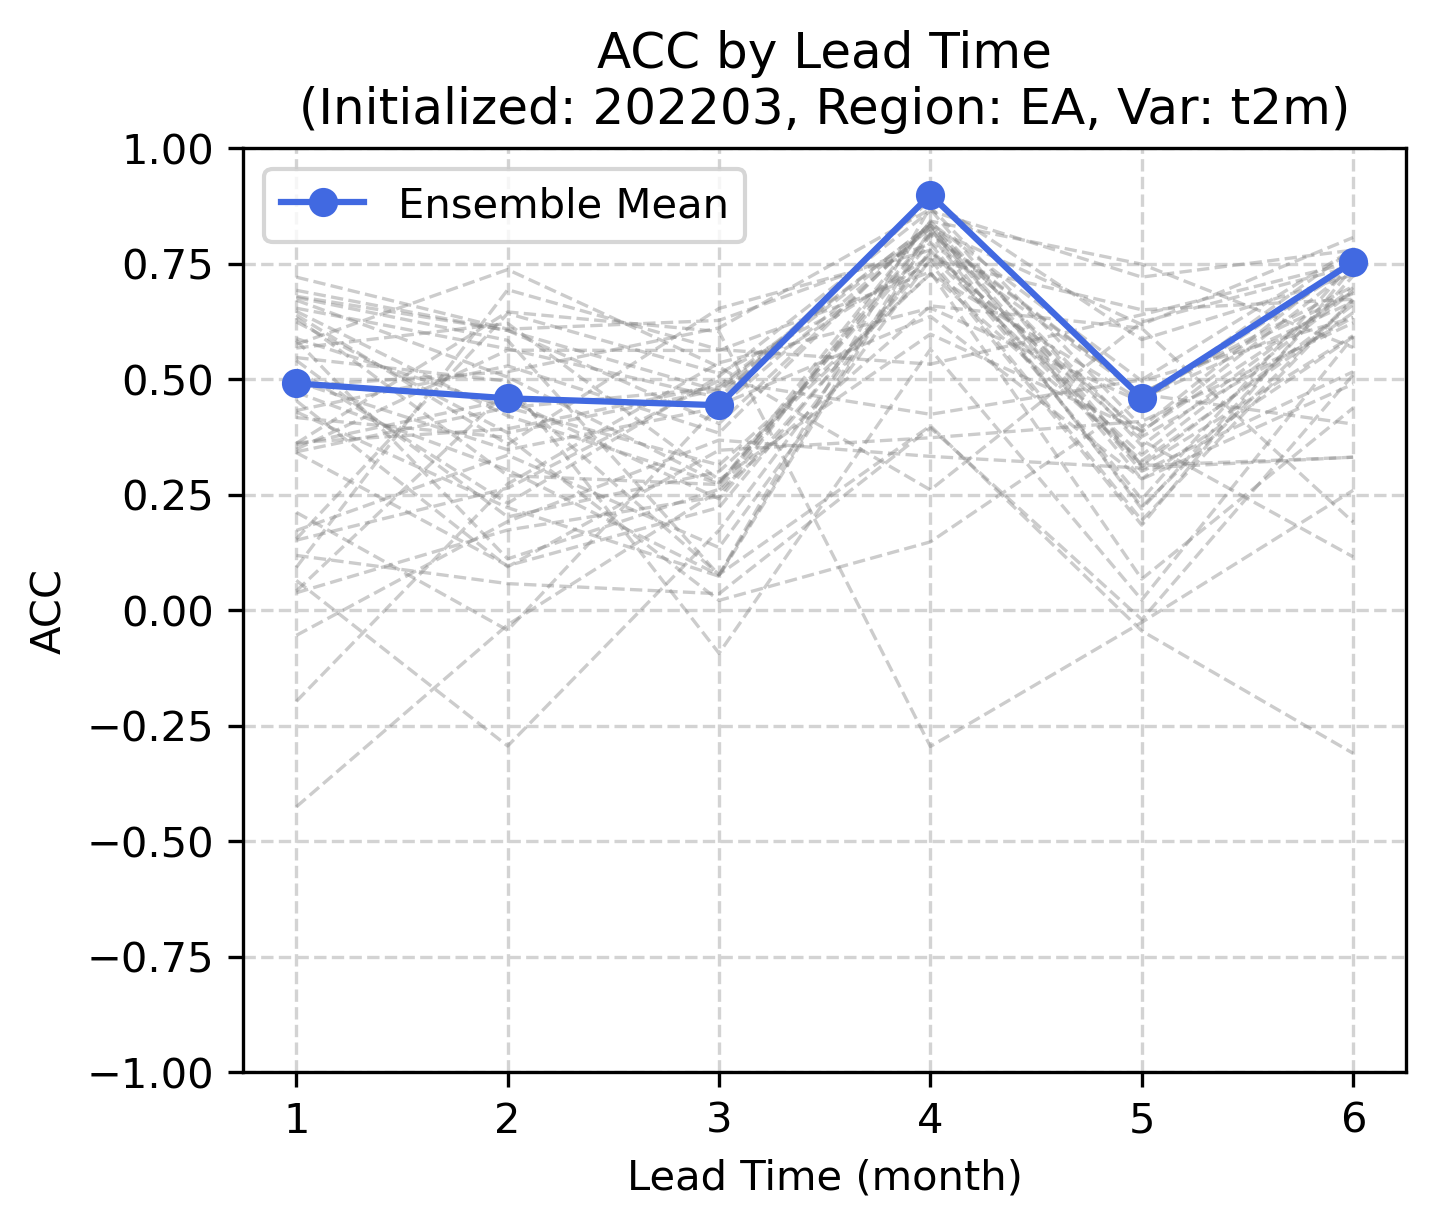 ACC by Lead Time
(Initialized: 202203, Region: EA, Var: t2m)
Ensemble Mean
1.00
0.75
0.50
0.25
0.00
−0.25
−0.50
−0.75
−1.00
ACC
1 2 3 4 5 6
Lead Time (month)